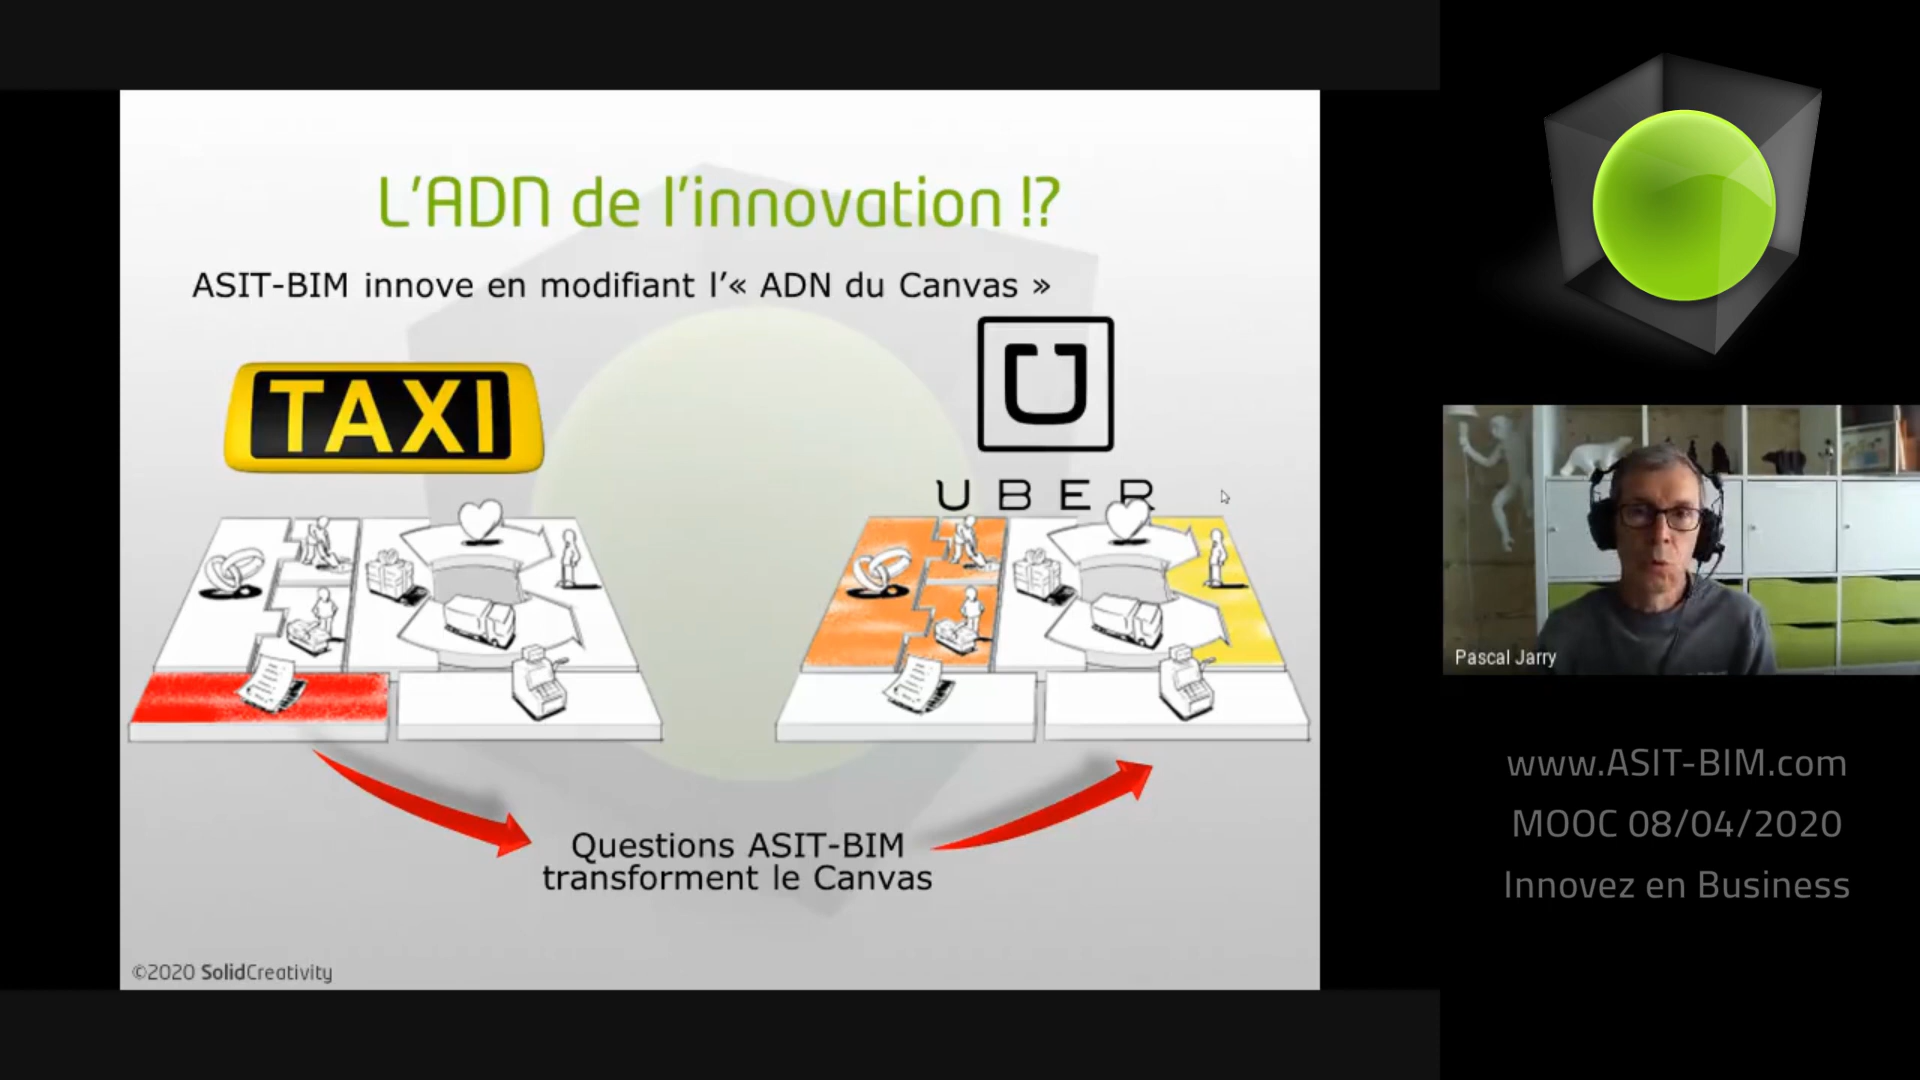 L'ADN de l'innovation !?
ASIT-BIM innove en modifiant l'« ADN du Canvas »
TAXI
U
UBER
Questions ASIT-BIM
transforment le Canvas
©2020 SolidCreativity
Pascal Jarry
www.ASIT-BIM.com
MOOC 08/04/2020
Innovez en Business